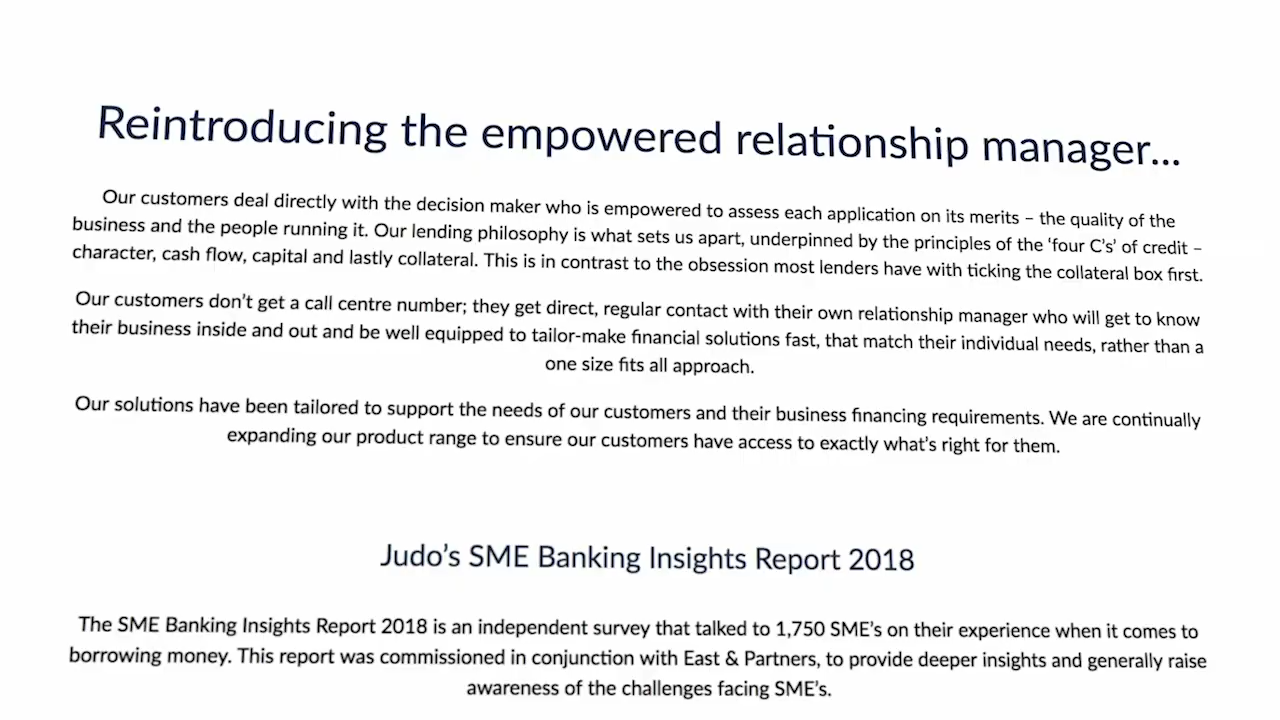 Reintroducing the empowered relationship manager...
Our customers deal directly with the decision maker who is empowered to assess each application on its merits – the quality of the
business and the people running it. Our lending philosophy is what sets us apart, underpinned by the principles of the ‘four C’s’ of credit –
character, cash flow, capital and lastly collateral. This is in contrast to the obsession most lenders have with ticking the collateral box first.
Our customers don’t get a call centre number; they get direct, regular contact with their own relationship manager who will get to know
their business inside and out and be well equipped to tailor-make financial solutions fast, that match their individual needs, rather than a
one size fits all approach.
Our solutions have been tailored to support the needs of our customers and their business financing requirements. We are continually
expanding our product range to ensure our customers have access to exactly what’s right for them.
Judo’s SME Banking Insights Report 2018
The SME Banking Insights Report 2018 is an independent survey that talked to 1,750 SME’s on their experience when it comes to
borrowing money. This report was commissioned in conjunction with East & Partners, to provide deeper insights and generally raise
awareness of the challenges facing SME’s.